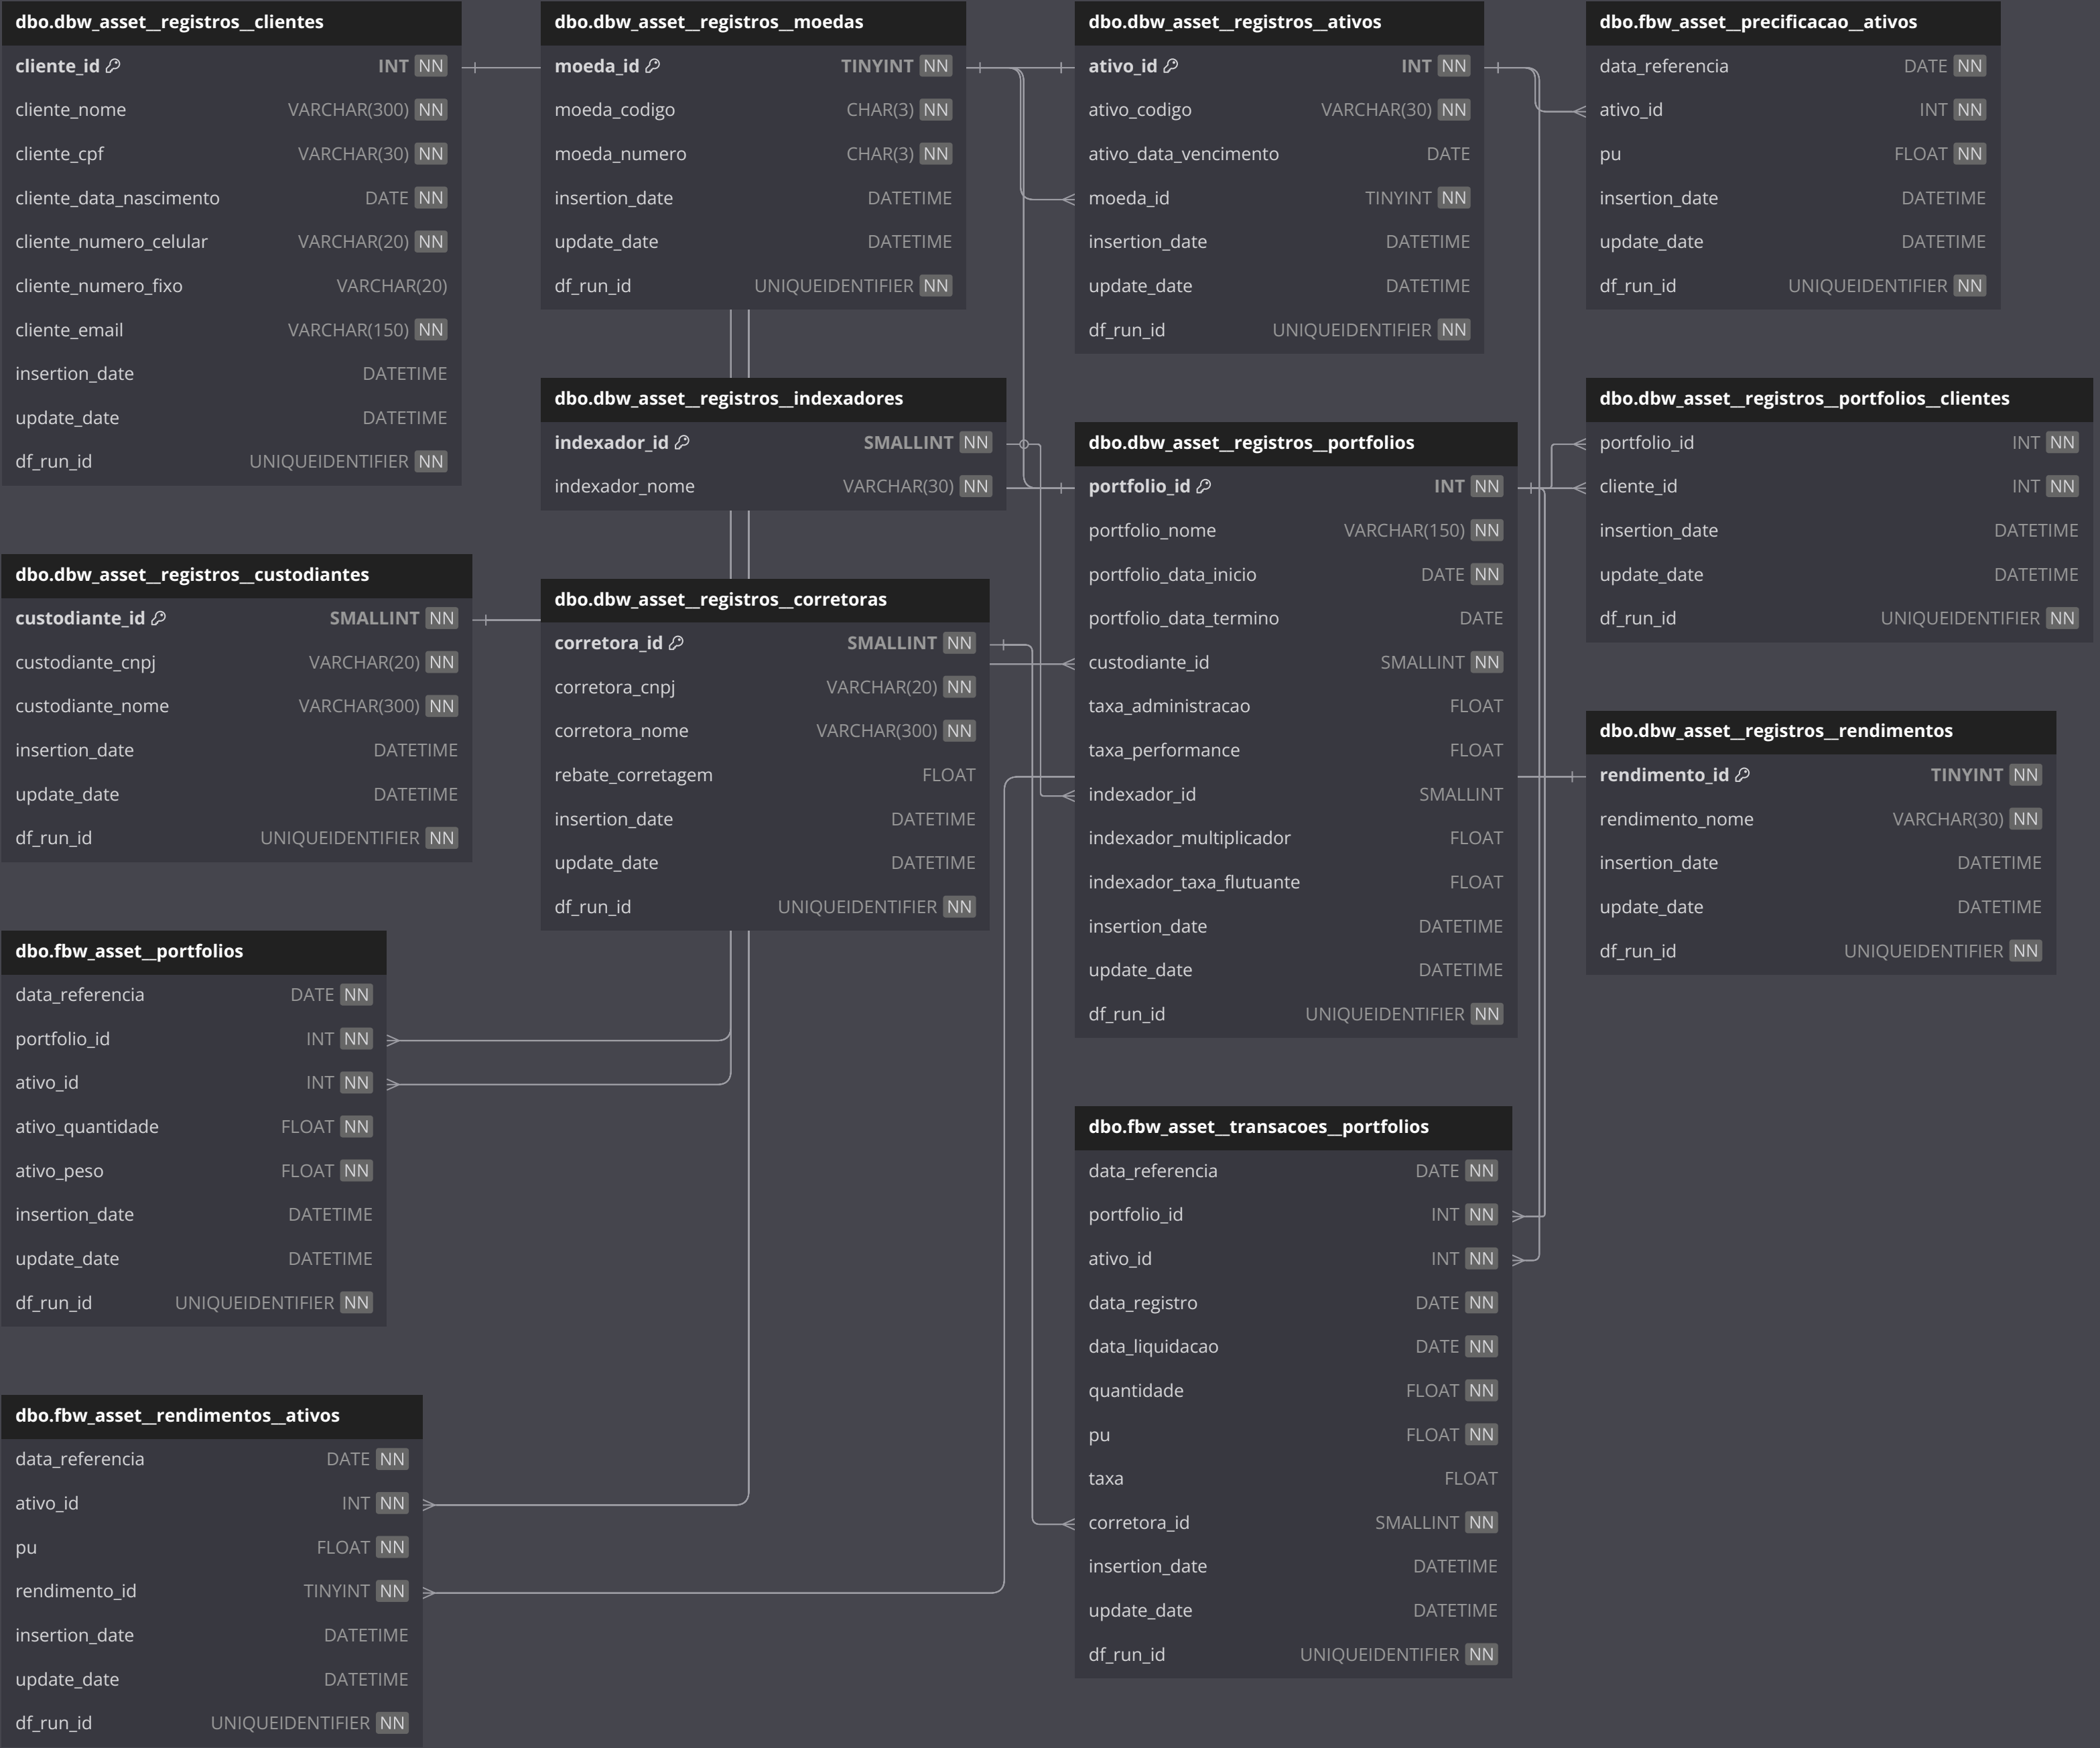 dbo.dbw_asset__registros__clientes
cliente_id INT NN
cliente_nome VARCHAR(300) NN
cliente_cpf VARCHAR(30) NN
cliente_data_nascimento DATE NN
cliente_numero_celular VARCHAR(20) NN
cliente_numero_fixo VARCHAR(20)
cliente_email VARCHAR(150) NN
insertion_date DATETIME
update_date DATETIME
df_run_id UNIQUEIDENTIFIER NN
dbo.dbw_asset__registros__moedas
moeda_id TINYINT NN
moeda_codigo CHAR(3) NN
moeda_numero CHAR(3) NN
insertion_date DATETIME
update_date DATETIME
df_run_id UNIQUEIDENTIFIER NN
dbo.dbw_asset__registros__ativos
ativo_id INT NN
ativo_codigo VARCHAR(30) NN
ativo_data_vencimento DATE
moeda_id TINYINT NN
insertion_date DATETIME
update_date DATETIME
df_run_id UNIQUEIDENTIFIER NN
dbo.fbw_asset__precificacao__ativos
data_referencia DATE NN
ativo_id INT NN
pu FLOAT NN
insertion_date DATETIME
update_date DATETIME
df_run_id UNIQUEIDENTIFIER NN
dbo.dbw_asset__registros__indexadores
indexador_id SMALLINT NN
indexador_nome VARCHAR(30) NN
dbo.dbw_asset__registros__portfolios
portfolio_id INT NN
portfolio_nome VARCHAR(150) NN
portfolio_data_inicio DATE NN
portfolio_data_termino DATE
custodiante_id SMALLINT NN
taxa_administracao FLOAT
taxa_performance FLOAT
indexador_id SMALLINT
indexador_multiplicador FLOAT
indexador_taxa_flutuante FLOAT
insertion_date DATETIME
update_date DATETIME
df_run_id UNIQUEIDENTIFIER NN
dbo.dbw_asset__registros__portfolios__clientes
portfolio_id INT NN
cliente_id INT NN
insertion_date DATETIME
update_date DATETIME
df_run_id UNIQUEIDENTIFIER NN
dbo.dbw_asset__registros__custodiantes
custodiante_id SMALLINT NN
custodiante_cnpj VARCHAR(20) NN
custodiante_nome VARCHAR(300) NN
insertion_date DATETIME
update_date DATETIME
df_run_id UNIQUEIDENTIFIER NN
dbo.dbw_asset__registros__corretoras
corretora_id SMALLINT NN
corretora_cnpj VARCHAR(20) NN
corretora_nome VARCHAR(300) NN
rebate_corretagem FLOAT
insertion_date DATETIME
update_date DATETIME
df_run_id UNIQUEIDENTIFIER NN
dbo.dbw_asset__registros__rendimentos
rendimento_id TINYINT NN
rendimento_nome VARCHAR(30) NN
insertion_date DATETIME
update_date DATETIME
df_run_id UNIQUEIDENTIFIER NN
dbo.fbw_asset__portfolios
data_referencia DATE NN
portfolio_id INT NN
ativo_id INT NN
ativo_quantidade FLOAT NN
ativo_peso FLOAT NN
insertion_date DATETIME
update_date DATETIME
df_run_id UNIQUEIDENTIFIER NN
dbo.fbw_asset__transacoes__portfolios
data_referencia DATE NN
portfolio_id INT NN
ativo_id INT NN
data_registro DATE NN
data_liquidacao DATE NN
quantidade FLOAT NN
pu FLOAT NN
taxa FLOAT
corretora_id SMALLINT NN
insertion_date DATETIME
update_date DATETIME
df_run_id UNIQUEIDENTIFIER NN
dbo.fbw_asset__rendimentos__ativos
data_referencia DATE NN
ativo_id INT NN
pu FLOAT NN
rendimento_id TINYINT NN
insertion_date DATETIME
update_date DATETIME
df_run_id UNIQUEIDENTIFIER NN